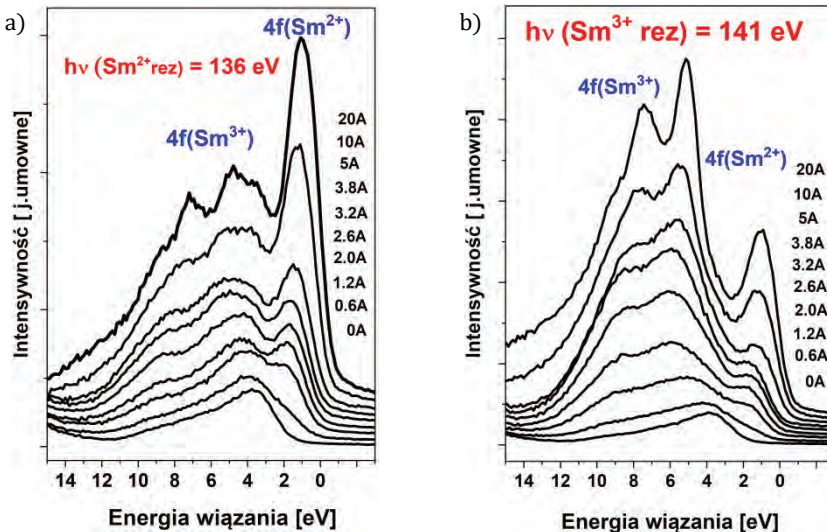 a)
4f(Sm²⁺)
hν (Sm²⁺rez) = 136 eV
4f(Sm³⁺)
20A
10A
5A
3.8A
3.2A
2.6A
2.0A
1.2A
0.6A
0A
Intensywność [ j.umowne]
14 12 10 8 6 4 2 0
Energia wiązania [eV]
b)
hν (Sm³⁺ rez) = 141 eV
4f(Sm³⁺)
4f(Sm²⁺)
20A
10A
5A
3.8A
3.2A
2.6A
2.0A
1.2A
0.6A
0A
Intensywność [ j.umowne]
14 12 10 8 6 4 2 0
Energia wiązania [eV]